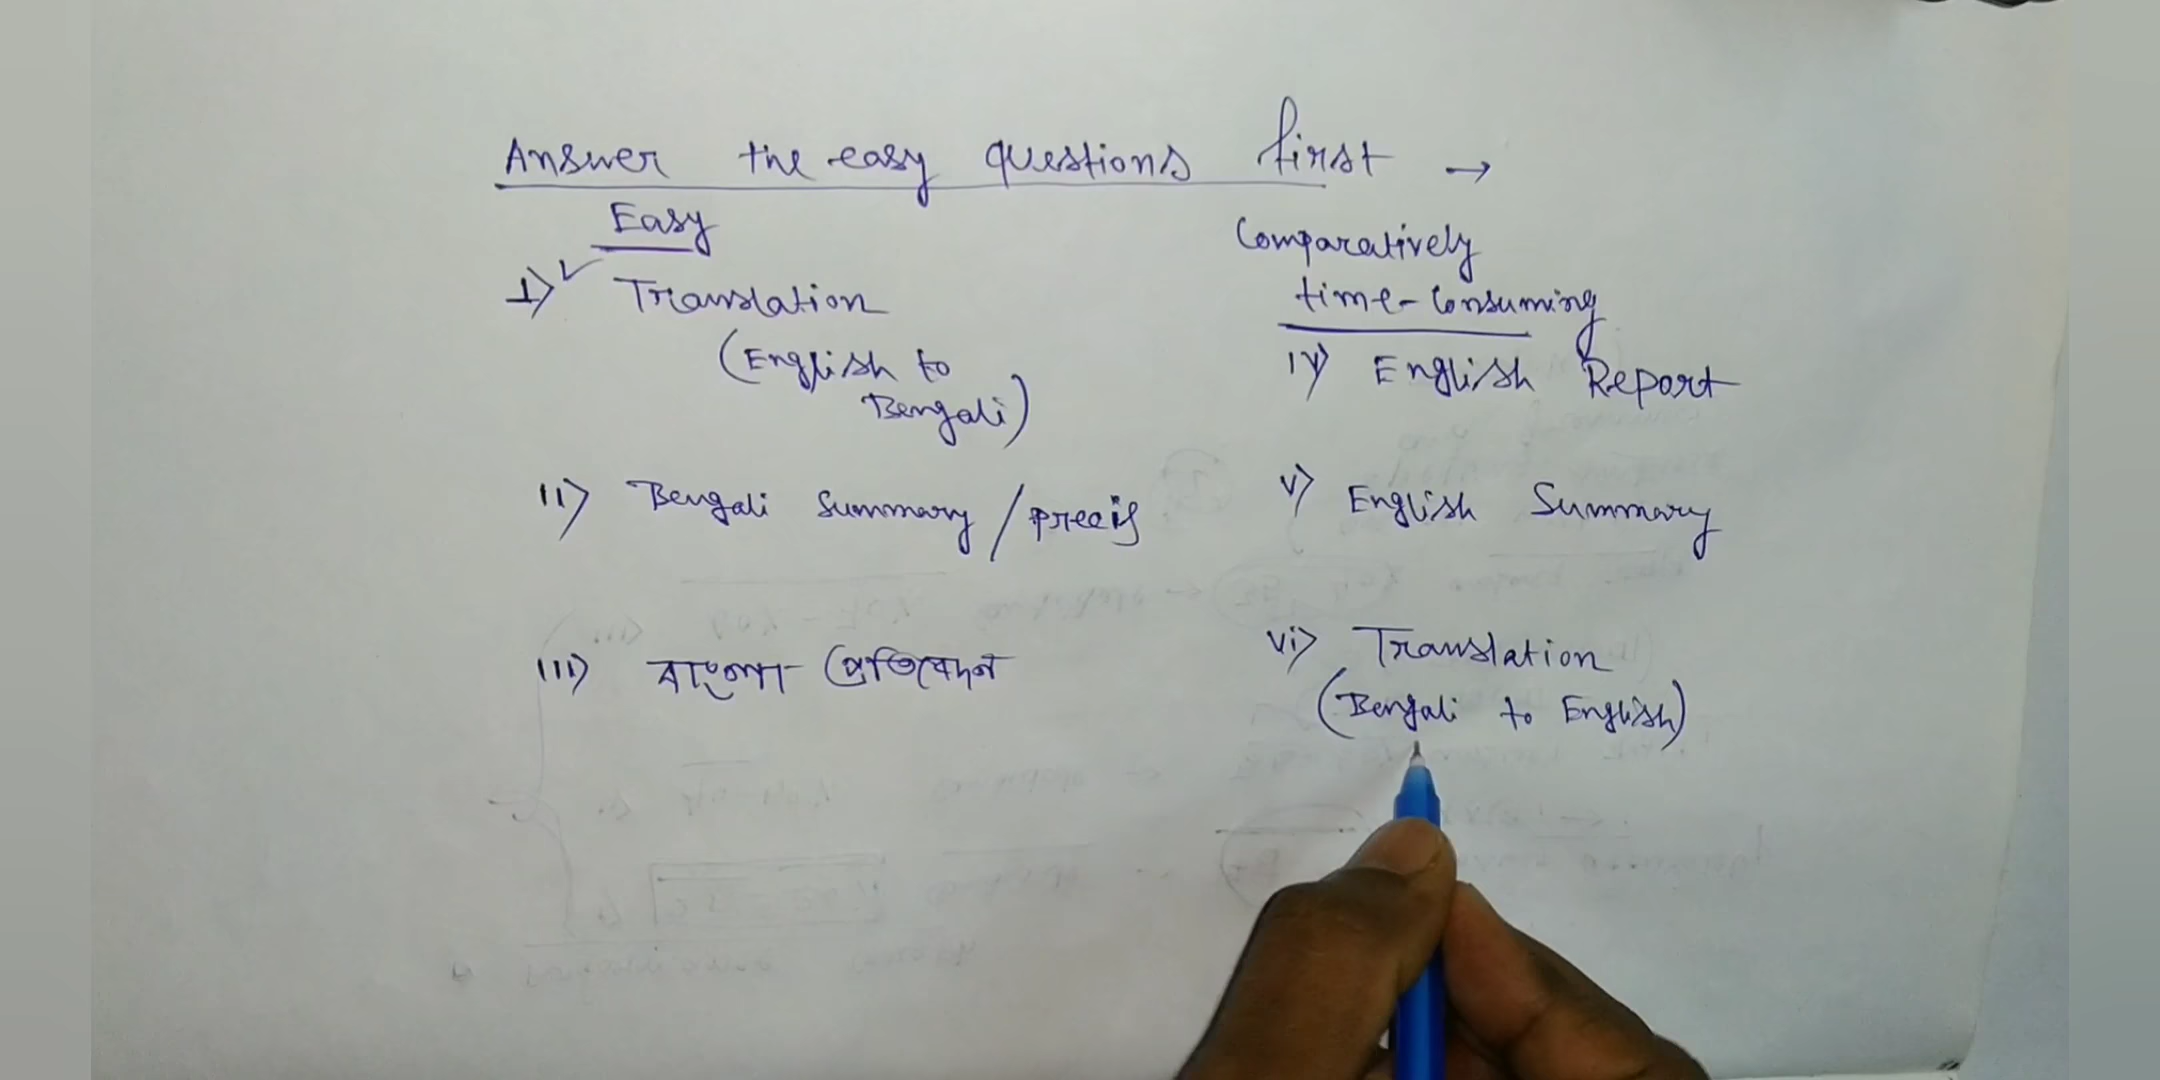 Answer the easy questions first →
Easy
I) ✓ Translation
(English to
Bengali)
II) Bengali Summary / precis
III) বাংলা প্রতিবেদন
Comparatively
time-consuming
IV) English Report
V) English Summary
VI) Translation
(Bengali to English)